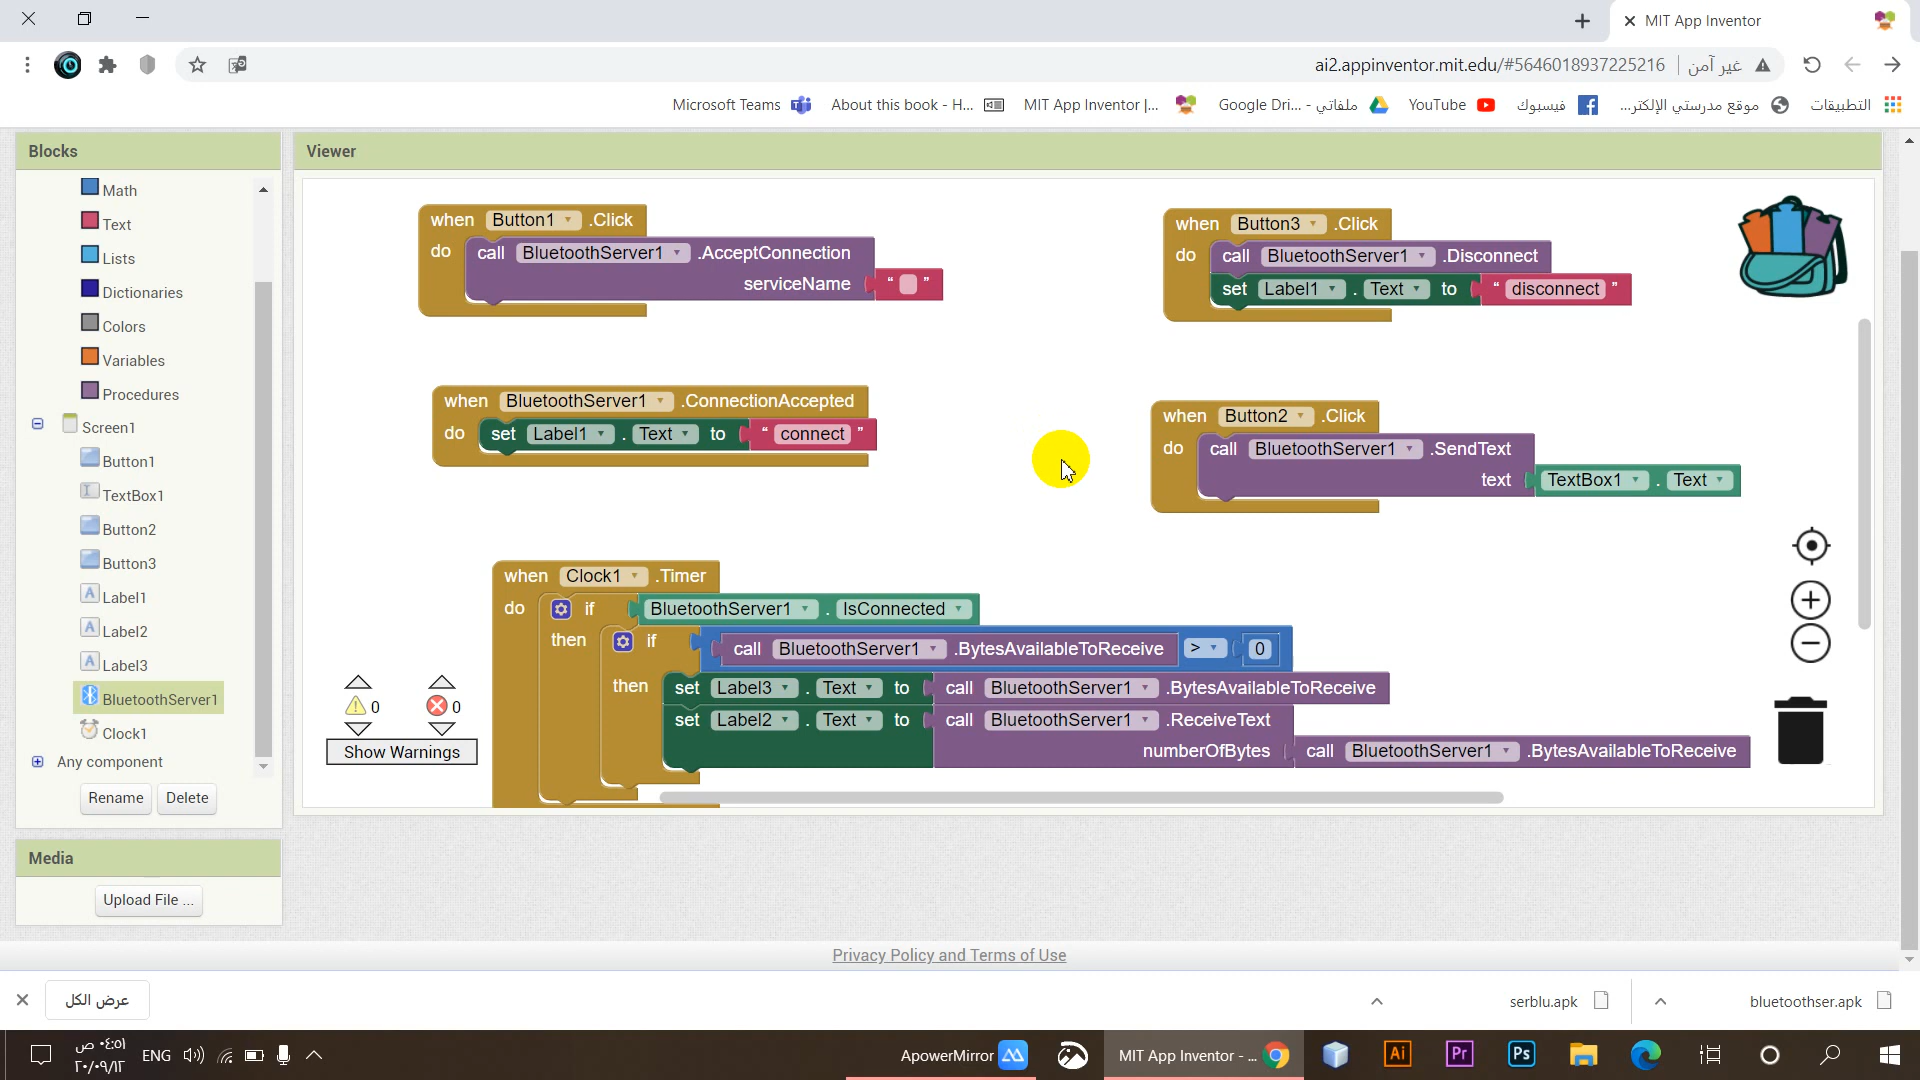 MIT App Inventor
ai2.appinventor.mit.edu/#5646018937225216
غير آمن
التطبيقات
موقع مدرستي الإلكتر...
فيسبوك
YouTube
ملفاتي - Google Dri...
MIT App Inventor |...
About this book - H...
Microsoft Teams
Blocks
Viewer
Math
Text
Lists
Dictionaries
Colors
Variables
Procedures
Screen1
Button1
TextBox1
Button2
Button3
Label1
Label2
Label3
BluetoothServer1
Clock1
Any component
Rename Delete
Media
Upload File ...
when Button1 .Click
do call BluetoothServer1 .AcceptConnection
serviceName “ ”
when Button3 .Click
do call BluetoothServer1 .Disconnect
set Label1 . Text to “ disconnect ”
when BluetoothServer1 .ConnectionAccepted
do set Label1 . Text to “ connect ”
when Button2 .Click
do call BluetoothServer1 .SendText
text TextBox1 . Text
when Clock1 .Timer
do if BluetoothServer1 . IsConnected
then if call BluetoothServer1 .BytesAvailableToReceive > 0
then set Label3 . Text to call BluetoothServer1 .BytesAvailableToReceive
set Label2 . Text to call BluetoothServer1 .ReceiveText
numberOfBytes call BluetoothServer1 .BytesAvailableToReceive
0 0
Show Warnings
Privacy Policy and Terms of Use
عرض الكل
serblu.apk
bluetoothser.apk
٠٤:٥١ ص
ENG
ApowerMirror
MIT App Inventor - ...
Ai
Pr
Ps